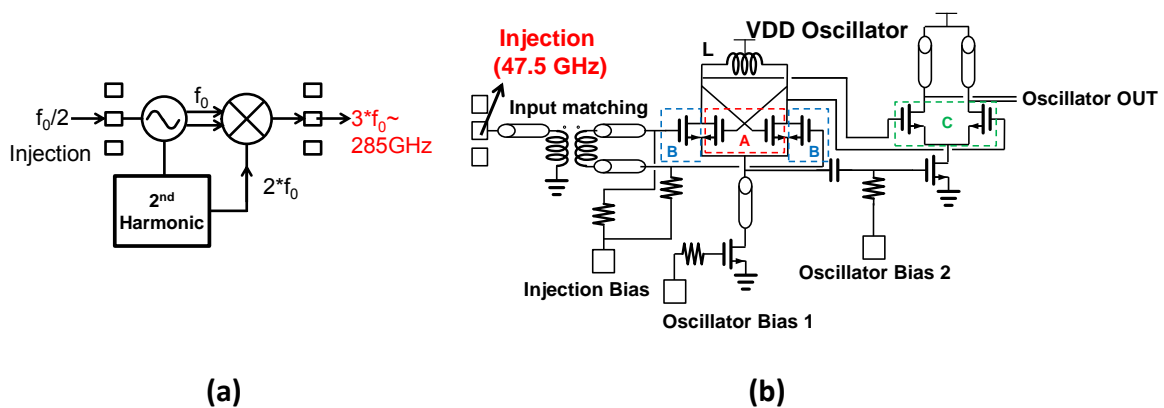 f0/2
Injection
f0
2nd
Harmonic
2*f0
3*f0~
285GHz
(a)
Injection
(47.5 GHz)
Input matching
L
VDD Oscillator
B
A
B
C
Oscillator OUT
Injection Bias
Oscillator Bias 1
Oscillator Bias 2
(b)